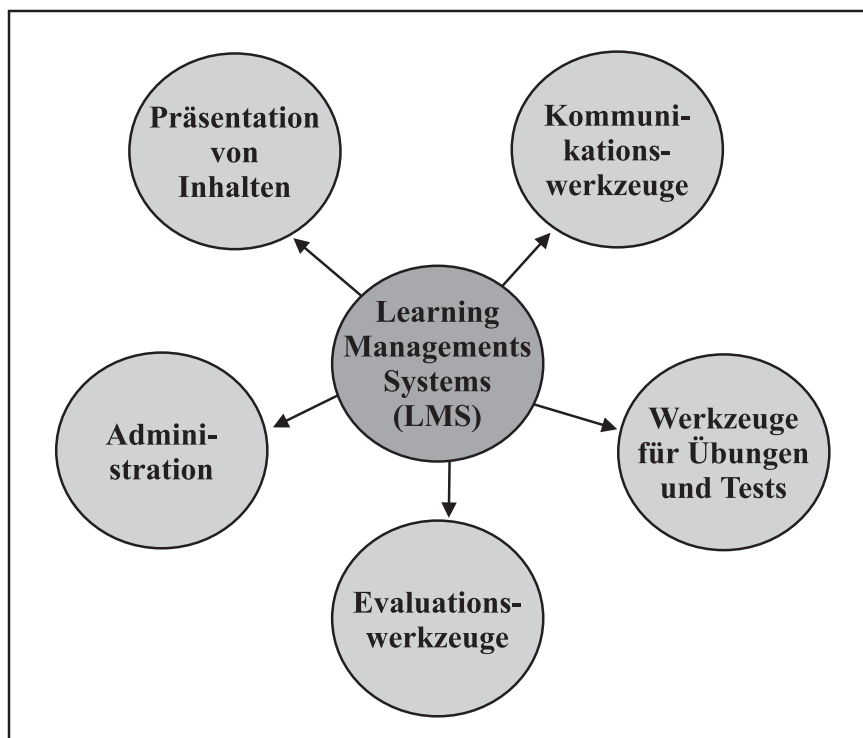 Präsentation
von
Inhalten
Kommuni-
kations-
werkzeuge
Learning
Managements
Systems
(LMS)
Admini-
stration
Werkzeuge
für Übungen
und Tests
Evaluations-
werkzeuge